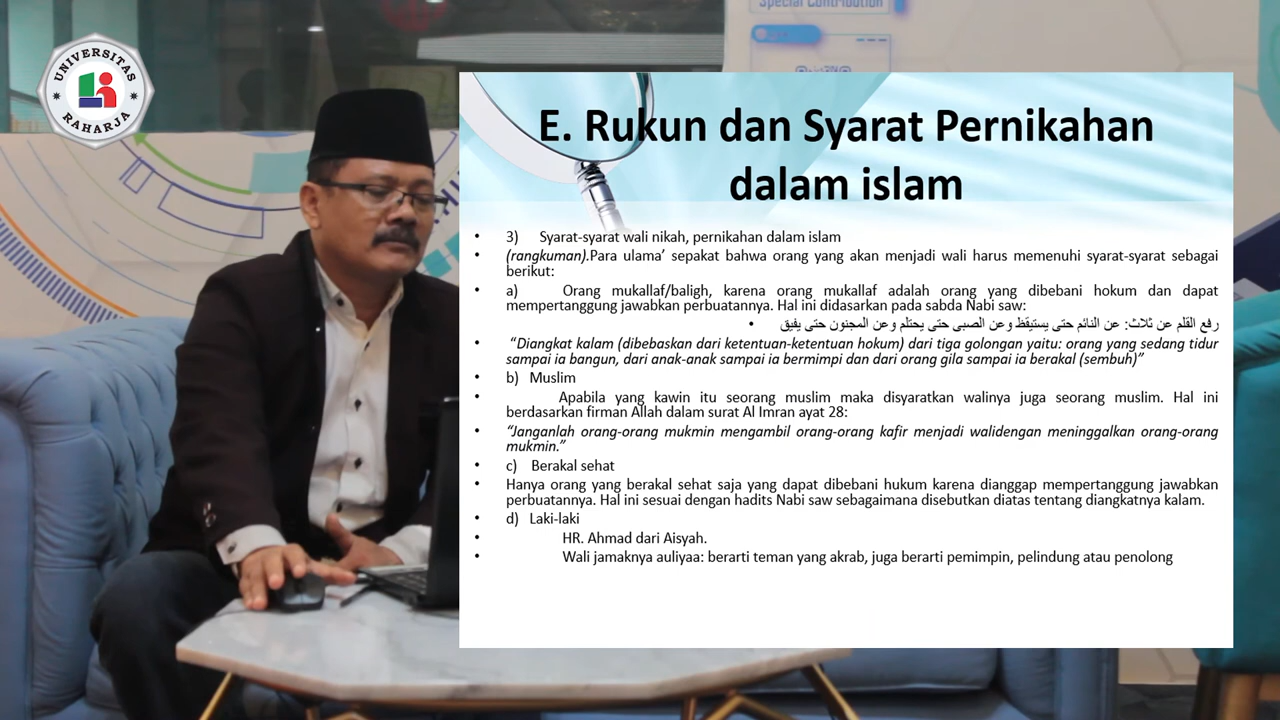 Special Contribution
UNIVERSITAS
RAHARJA
E. Rukun dan Syarat Pernikahan
dalam islam
• 3) Syarat-syarat wali nikah, pernikahan dalam islam
• (rangkuman).Para ulama’ sepakat bahwa orang yang akan menjadi wali harus memenuhi syarat-syarat sebagai
berikut:
• a) Orang mukallaf/baligh, karena orang mukallaf adalah orang yang dibebani hokum dan dapat
mempertanggung jawabkan perbuatannya. Hal ini didasarkan pada sabda Nabi saw:
• رفع القلم عن ثلاث: عن النائم حتى يستيقظ وعن الصبى حتى يحتلم وعن المجنون حتى يفيق
• “Diangkat kalam (dibebaskan dari ketentuan-ketentuan hokum) dari tiga golongan yaitu: orang yang sedang tidur
sampai ia bangun, dari anak-anak sampai ia bermimpi dan dari orang gila sampai ia berakal (sembuh)”
• b) Muslim
• Apabila yang kawin itu seorang muslim maka disyaratkan walinya juga seorang muslim. Hal ini
berdasarkan firman Allah dalam surat Al Imran ayat 28:
• “Janganlah orang-orang mukmin mengambil orang-orang kafir menjadi walidengan meninggalkan orang-orang
mukmin.”
• c) Berakal sehat
• Hanya orang yang berakal sehat saja yang dapat dibebani hukum karena dianggap mempertanggung jawabkan
perbuatannya. Hal ini sesuai dengan hadits Nabi saw sebagaimana disebutkan diatas tentang diangkatnya kalam.
• d) Laki-laki
• HR. Ahmad dari Aisyah.
• Wali jamaknya auliyaa: berarti teman yang akrab, juga berarti pemimpin, pelindung atau penolong